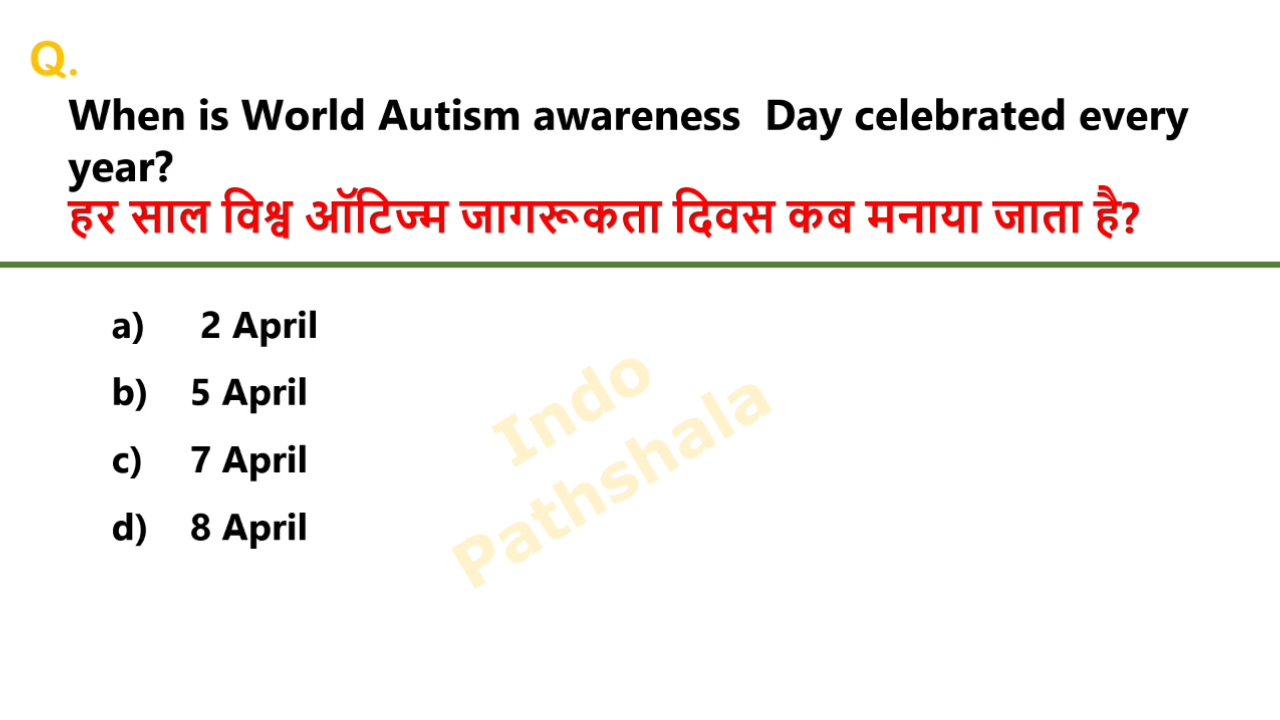 Q.
When is World Autism awareness  Day celebrated every
year?
हर साल विश्व ऑटिज्म जागरूकता दिवस कब मनाया जाता है?
a) 2 April
b) 5 April
c) 7 April
d) 8 April
Indo
Pathshala